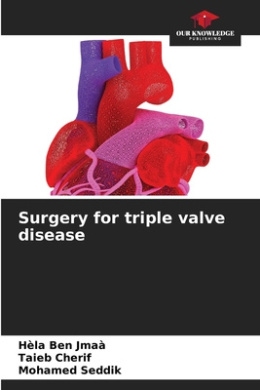 OUR KNOWLEDGE
PUBLISHING
Surgery for triple valve
disease
Hèla Ben Jmaà
Taieb Cherif
Mohamed Seddik